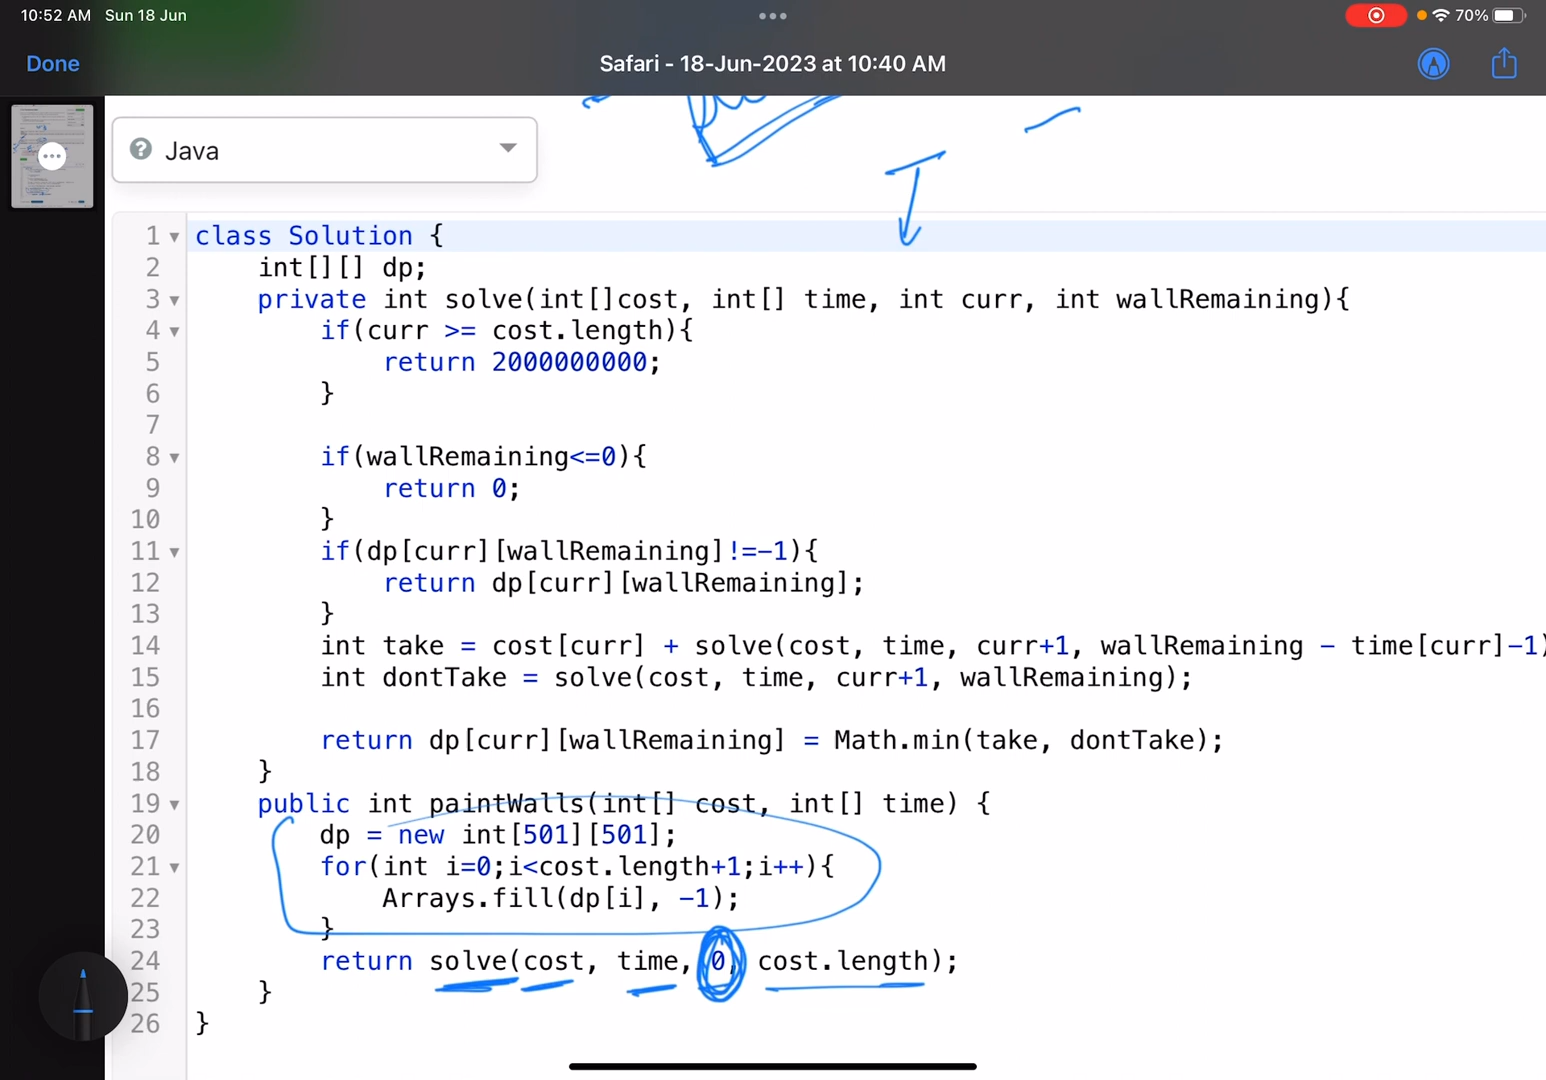 10:52 AM Sun 18 Jun
70%
Done
Safari - 18-Jun-2023 at 10:40 AM
Java
1 class Solution {
2 int[][] dp;
3 private int solve(int[]cost, int[] time, int curr, int wallRemaining){
4 if(curr >= cost.length){
5 return 2000000000;
6 }
7
8 if(wallRemaining<=0){
9 return 0;
10 }
11 if(dp[curr][wallRemaining]!=-1){
12 return dp[curr][wallRemaining];
13 }
14 int take = cost[curr] + solve(cost, time, curr+1, wallRemaining - time[curr]-1)
15 int dontTake = solve(cost, time, curr+1, wallRemaining);
16
17 return dp[curr][wallRemaining] = Math.min(take, dontTake);
18 }
19 public int paintWalls(int[] cost, int[] time) {
20 dp = new int[501][501];
21 for(int i=0;i<cost.length+1;i++){
22 Arrays.fill(dp[i], -1);
23 }
24 return solve(cost, time, 0, cost.length);
25 }
26 }